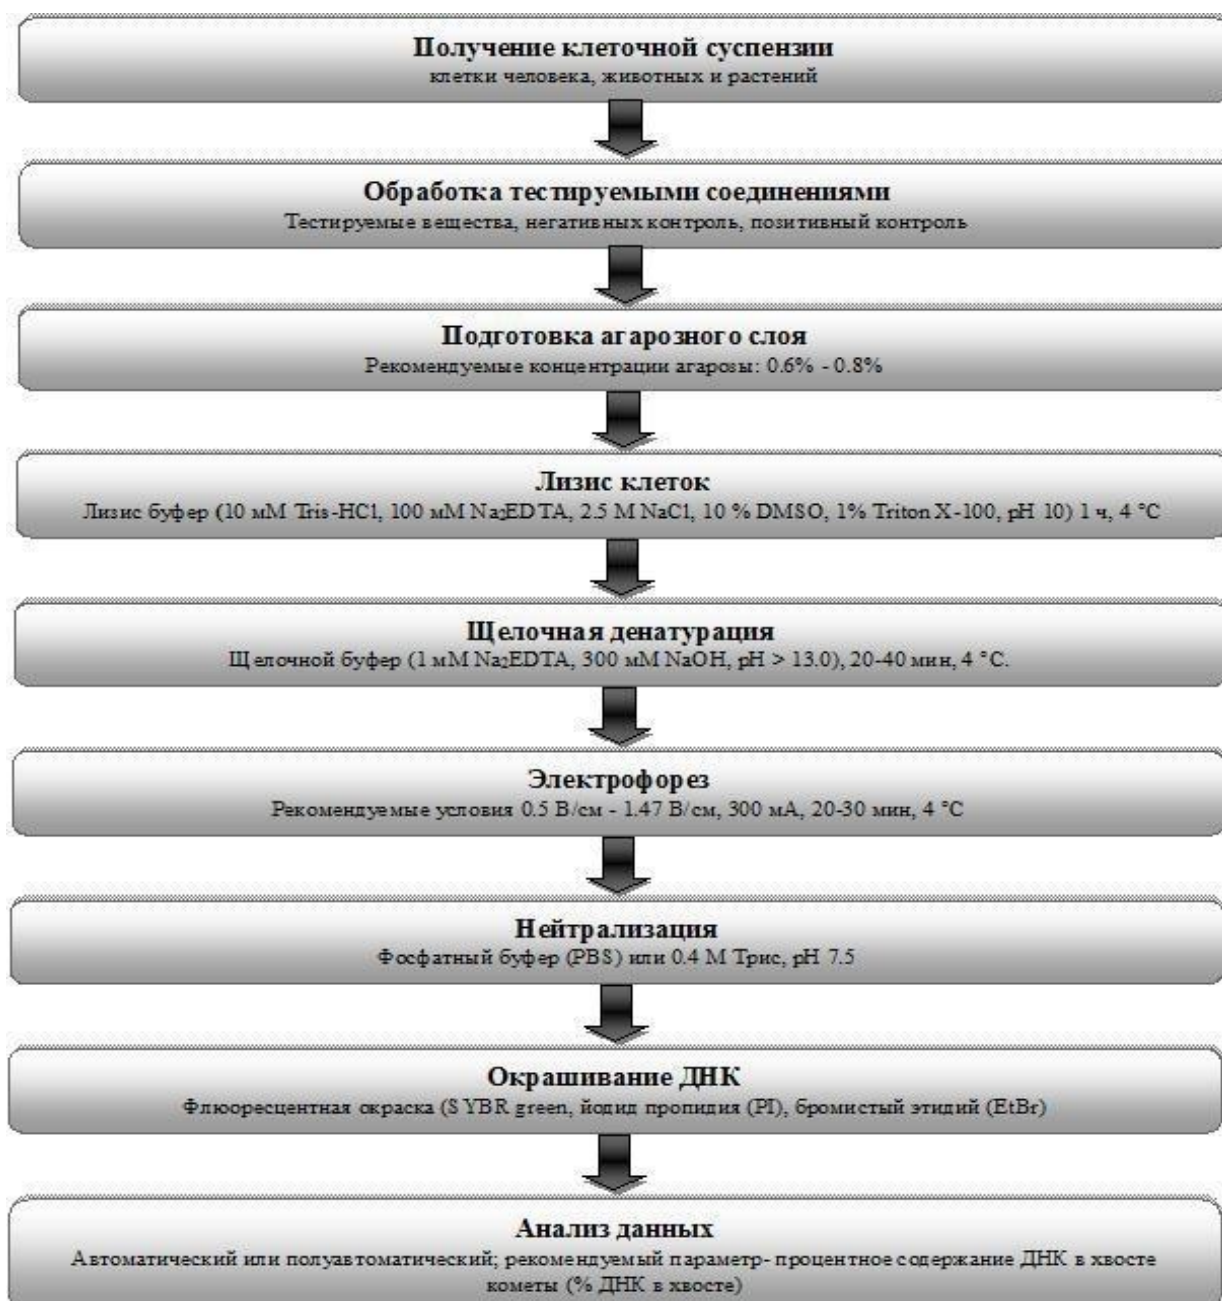 Получение клеточной суспензии
клетки человека, животных и растений
Обработка тестируемыми соединениями
Тестируемые вещества, негативных контроль, позитивный контроль
Подготовка агарозного слоя
Рекомендуемые концентрации агарозы: 0.6% - 0.8%
Лизис клеток
Лизис буфер (10 мМ Tris-HCl, 100 мМ Na₂EDTA, 2.5 М NaCl, 10 % DMSO, 1% Triton X-100, pH 10) 1 ч, 4 °C
Щелочная денатурация
Щелочной буфер (1 мМ Na₂EDTA, 300 мМ NaOH, pH > 13.0), 20-40 мин, 4 °C.
Электрофорез
Рекомендуемые условия 0.5 В/см - 1.47 В/см, 300 мА, 20-30 мин, 4 °C
Нейтрализация
Фосфатный буфер (PBS) или 0.4 М Трис, pH 7.5
Окрашивание ДНК
Флюоресцентная окраска (SYBR green, йодид пропидия (PI), бромистый этидий (EtBr)
Анализ данных
Автоматический или полуавтоматический; рекомендуемый параметр- процентное содержание ДНК в хвосте
кометы (% ДНК в хвосте)